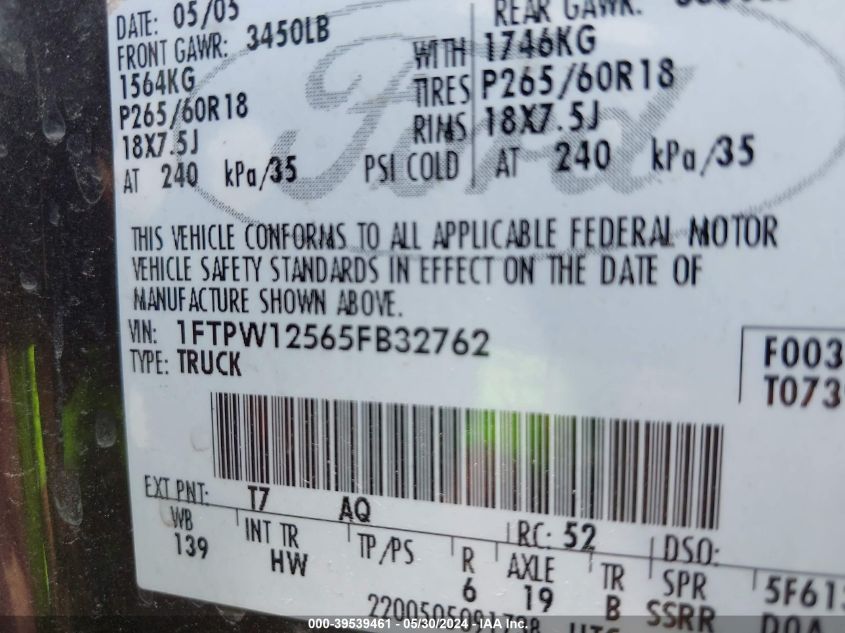 DATE: 05/05
FRONT GAWR: 3450LB
1564KG
P265/60R18
18X7.5J
AT 240 kPa/35
REAR GAWR:
WITH 1746KG
TIRES P265/60R18
RIMS 18X7.5J
PSI COLD AT 240 kPa/35
Ford
THIS VEHICLE CONFORMS TO ALL APPLICABLE FEDERAL MOTOR
VEHICLE SAFETY STANDARDS IN EFFECT ON THE DATE OF
MANUFACTURE SHOWN ABOVE.
VIN: 1FTPW12565FB32762
TYPE: TRUCK
F003
T073
EXT PNT: T7 AQ
RC: 52 DSO:
WB INT TR TP/PS R AXLE TR SPR 5F61
139 HW 6 19 B SSRR
000-39539461 - 05/30/2024 - IAA Inc.